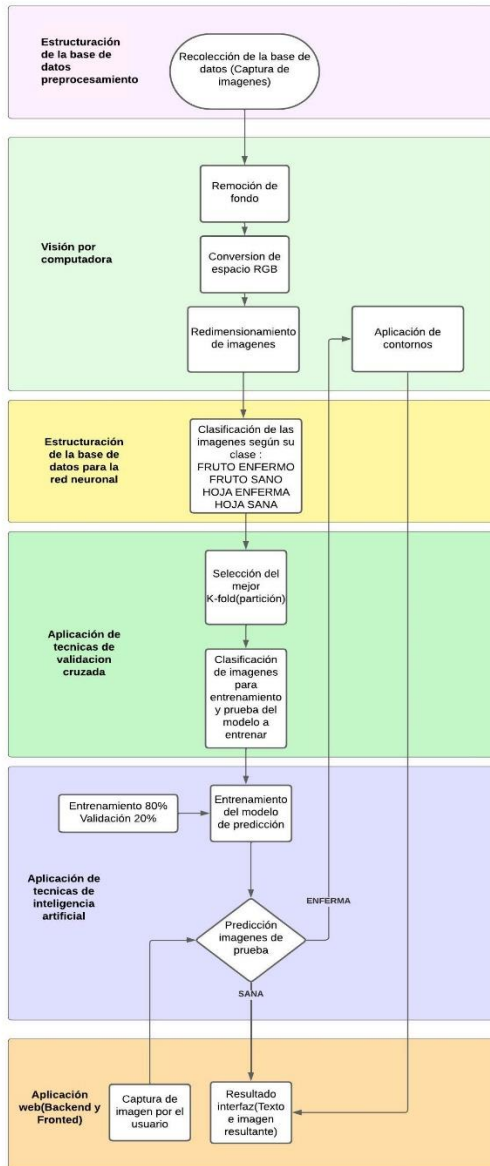 Estructuración
de la base de
datos
preprocesamiento
Recolección de la base de
datos (Captura de
imagenes)
Visión por
computadora
Remoción de
fondo
Conversion de
espacio RGB
Redimensionamiento
de imagenes
Aplicación de
contornos
Estructuración
de la base de
datos para la
red neuronal
Clasificación de las
imagenes según su
clase :
FRUTO ENFERMO
FRUTO SANO
HOJA ENFERMA
HOJA SANA
Aplicación de
tecnicas de
validacion
cruzada
Selección del
mejor
K-fold(partición)
Clasificación
de imagenes
para
entrenamiento
y prueba del
modelo a
entrenar
Aplicación de
tecnicas de
inteligencia
artificial
Entrenamiento 80%
Validación 20%
Entrenamiento
del modelo
de predicción
Predicción
imagenes de
prueba
ENFERMA
SANA
Aplicación
web(Backend y
Fronted)
Captura de
imagen por el
usuario
Resultado
interfaz(Texto
e imagen
resultante)